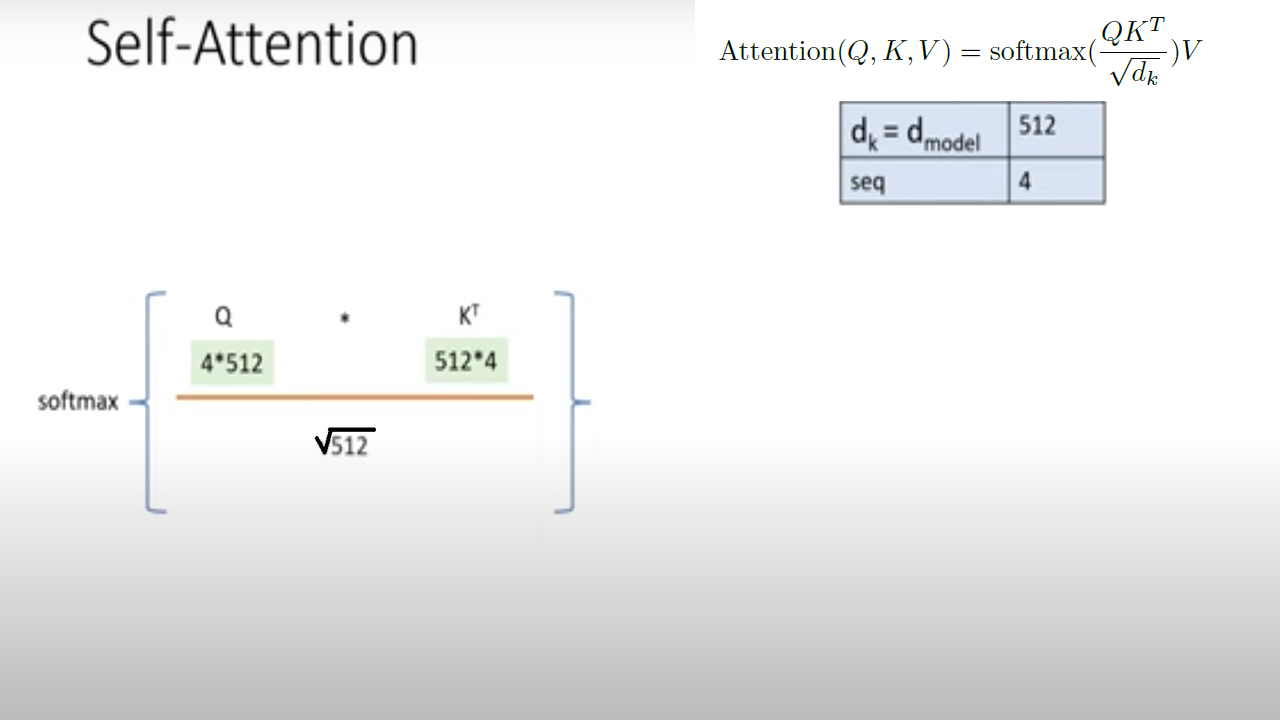 Self-Attention
Attention(Q, K, V) = softmax(QK^T/√d_k)V
d_k = d_model 512
seq 4
Q * K^T
4*512 512*4
softmax
√512